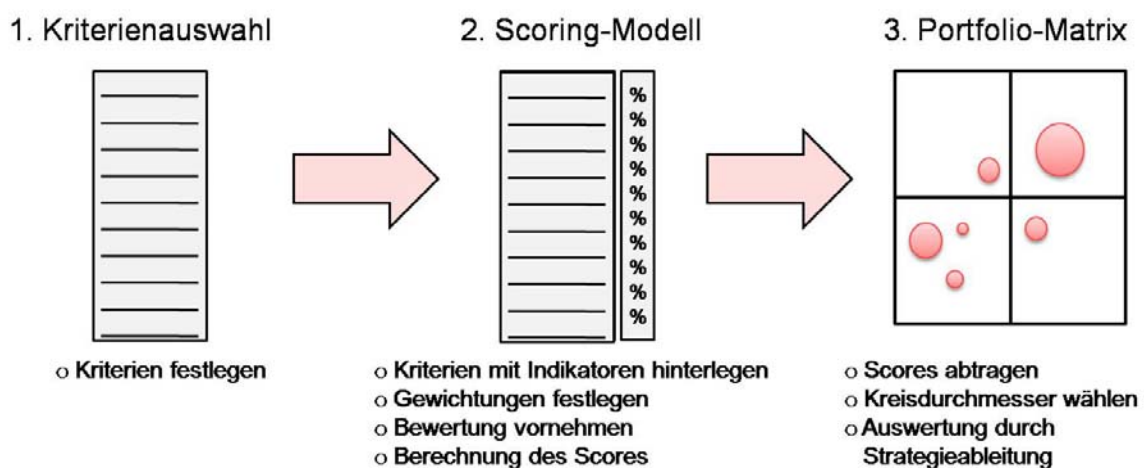 1. Kriterienauswahl
2. Scoring-Modell
3. Portfolio-Matrix
%
%
%
%
%
%
%
%
%
%
o Kriterien festlegen
o Kriterien mit Indikatoren hinterlegen
o Gewichtungen festlegen
o Bewertung vornehmen
o Berechnung des Scores
o Scores abtragen
o Kreisdurchmesser wählen
o Auswertung durch
Strategieableitung